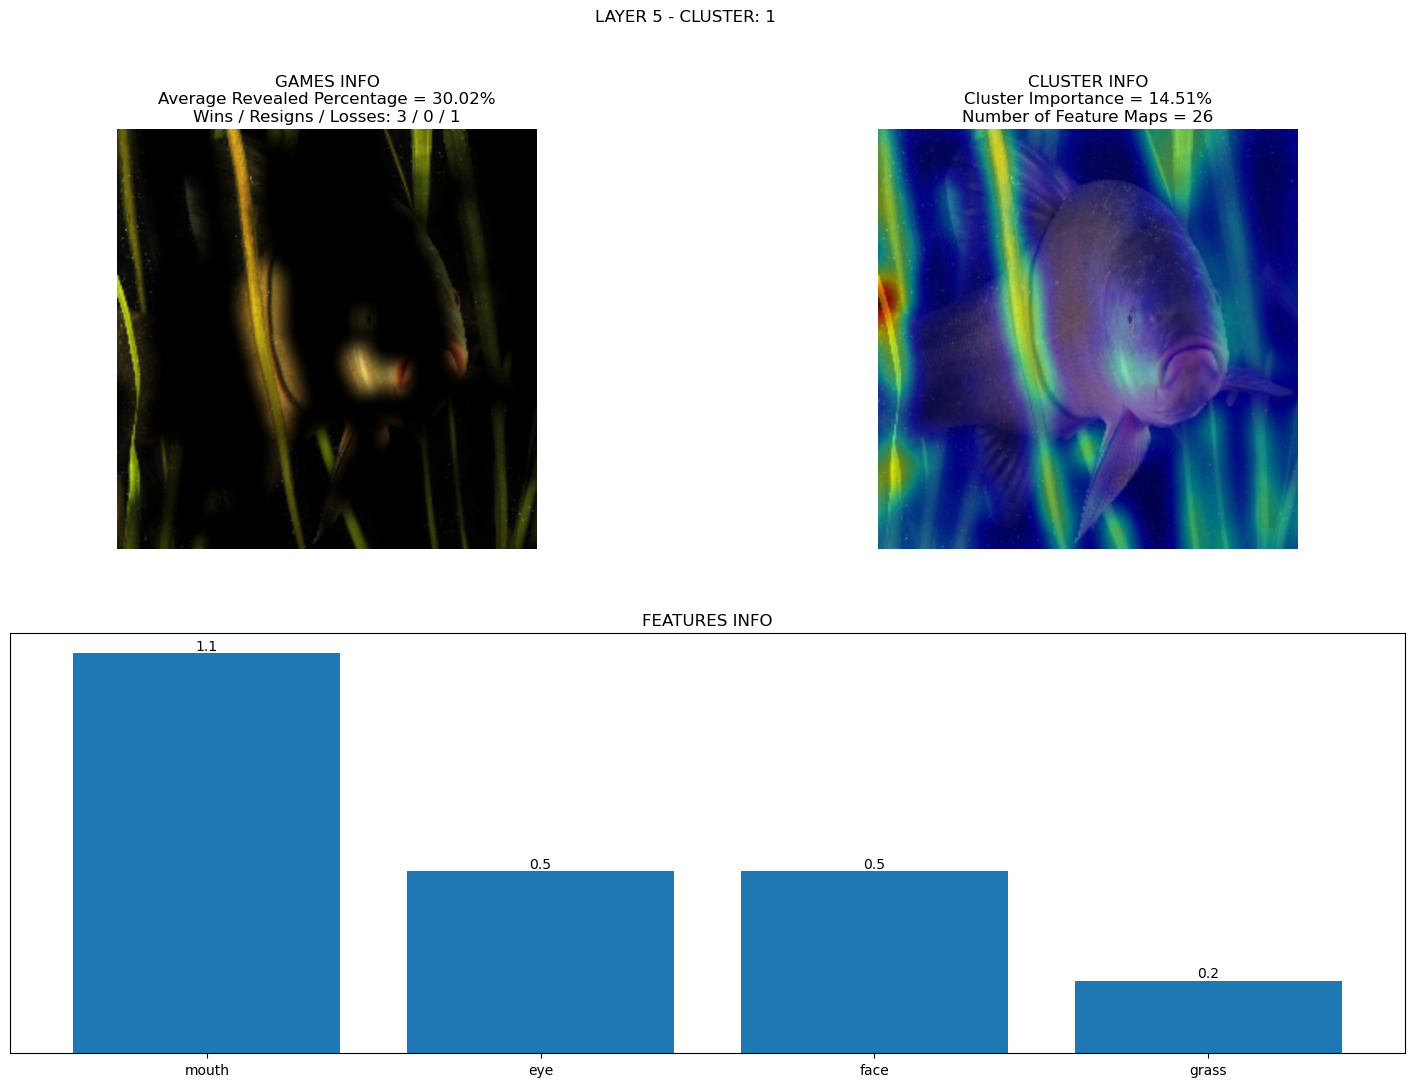 LAYER 5 - CLUSTER: 1
GAMES INFO
Average Revealed Percentage = 30.02%
Wins / Resigns / Losses: 3 / 0 / 1
CLUSTER INFO
Cluster Importance = 14.51%
Number of Feature Maps = 26
FEATURES INFO
1.1
0.5
0.5
0.2
mouth
eye
face
grass